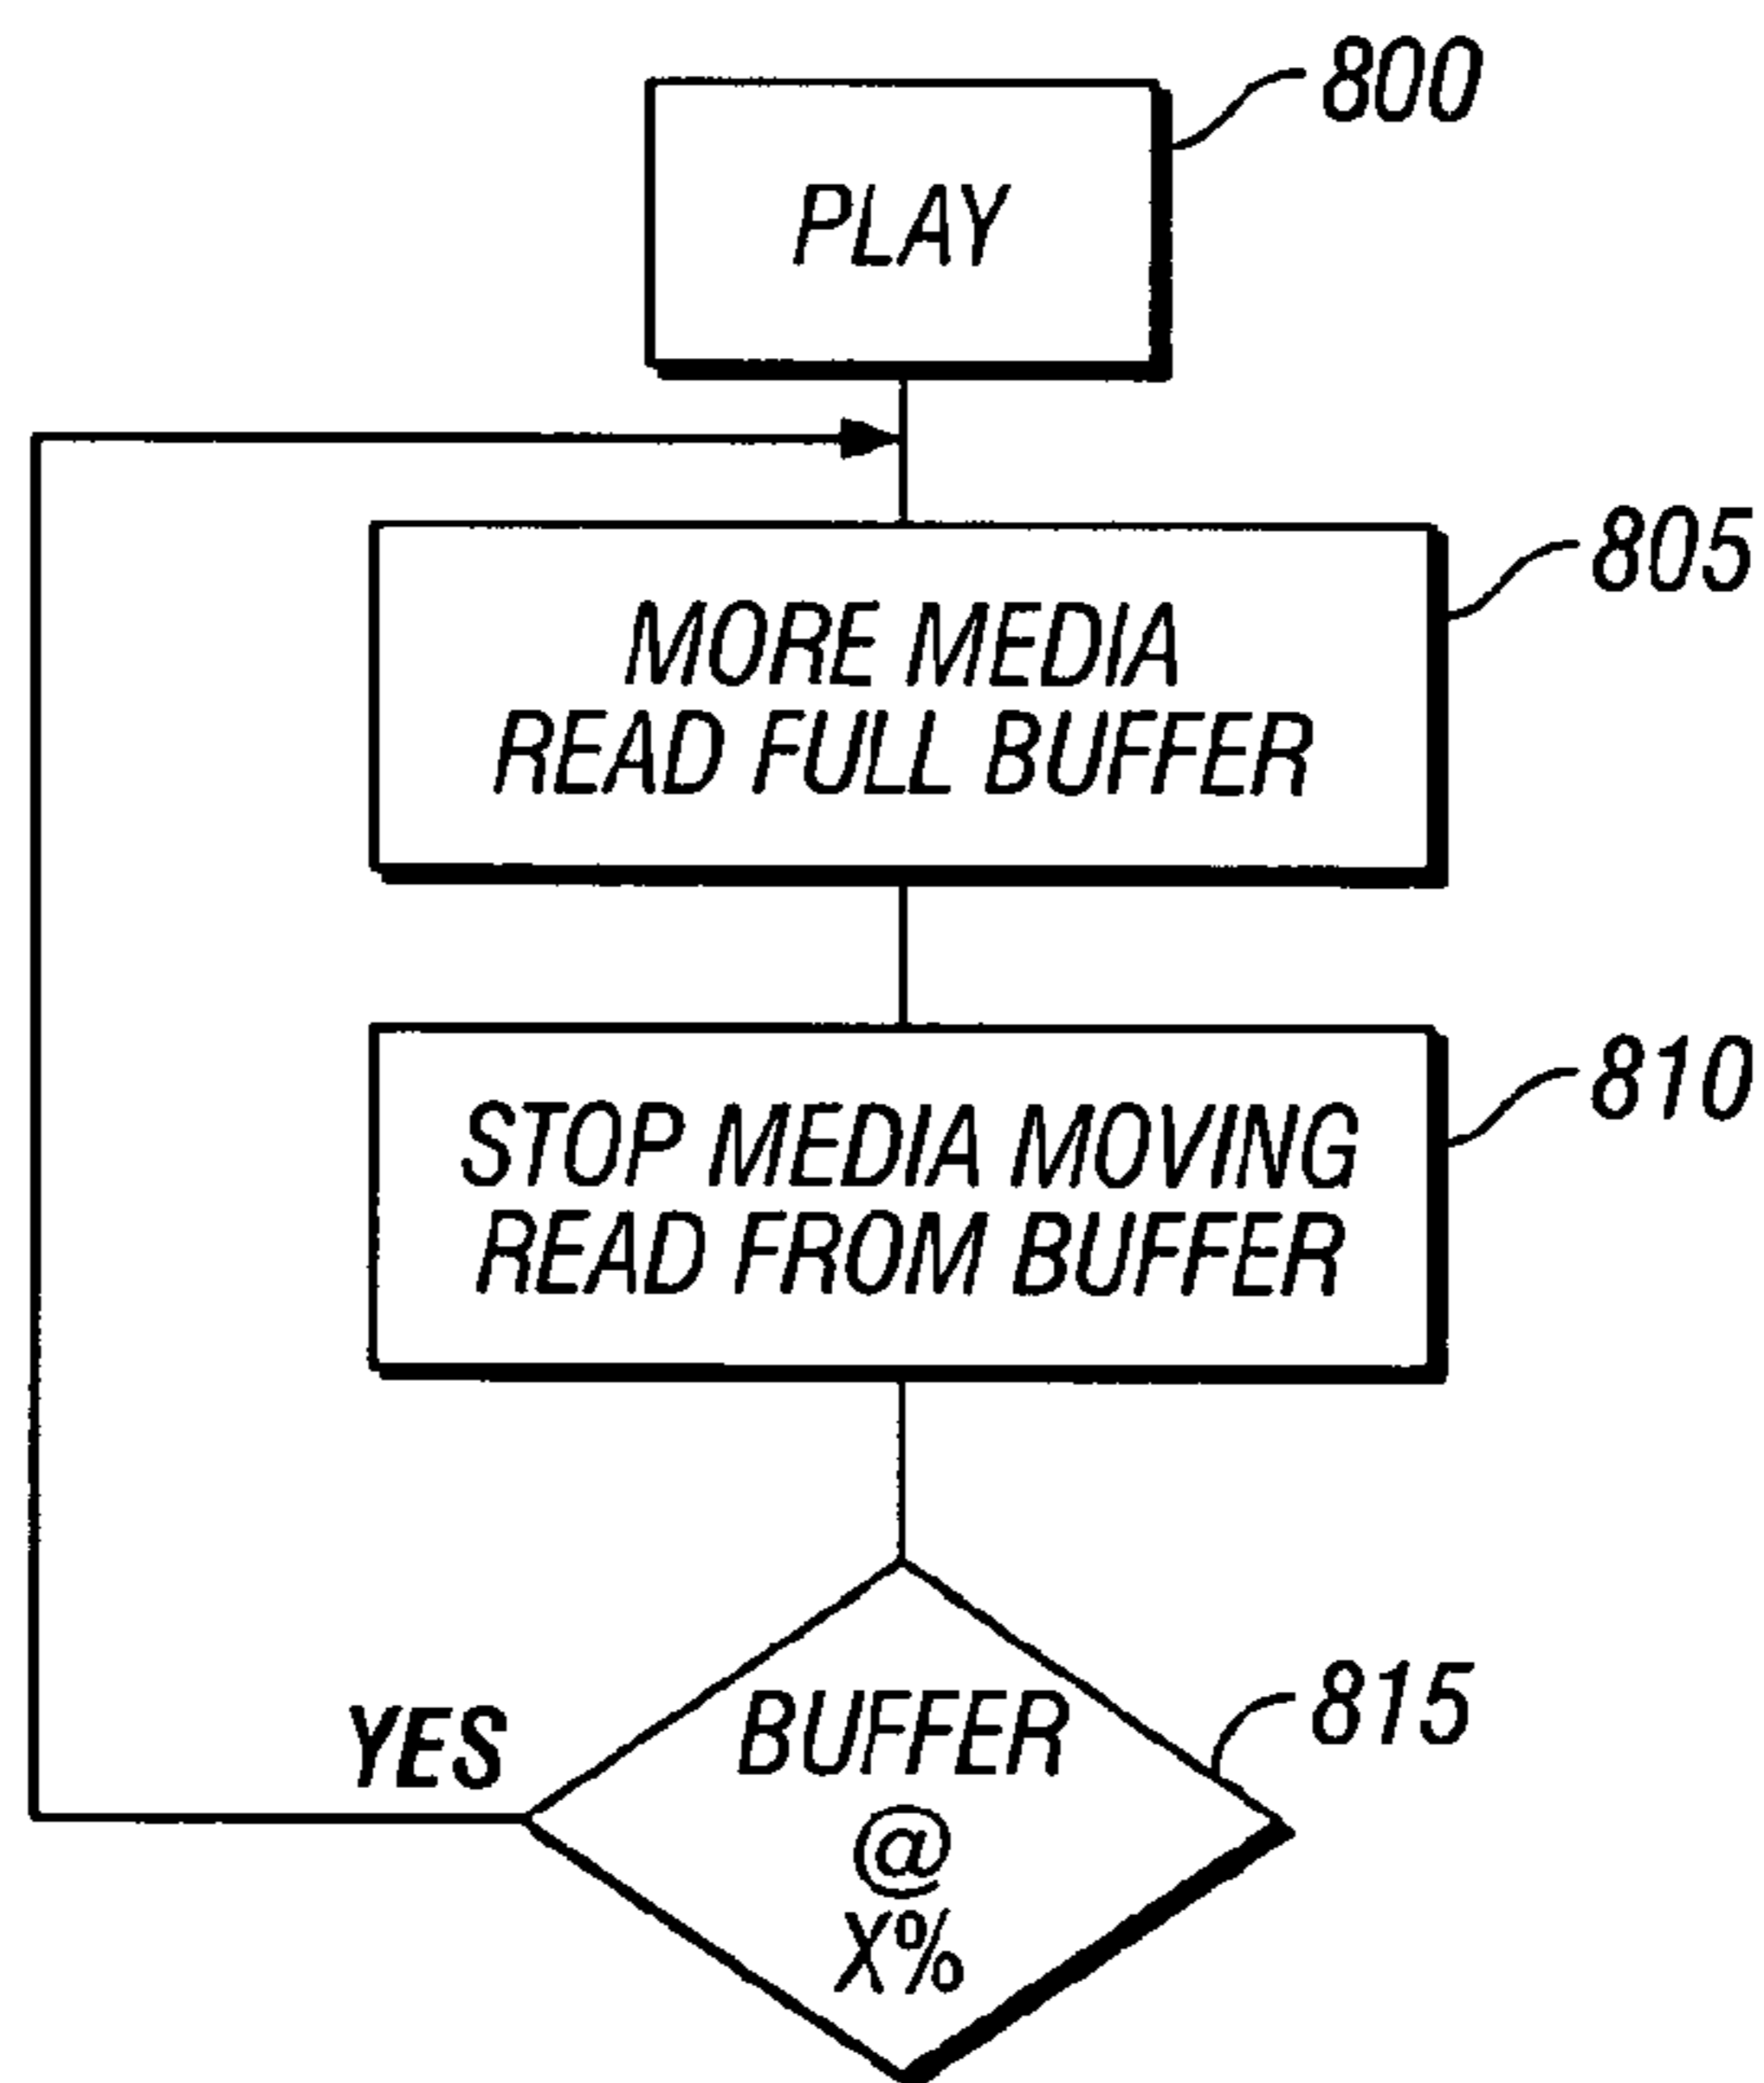 800
PLAY
805
MORE MEDIA
READ FULL BUFFER
810
STOP MEDIA MOVING
READ FROM BUFFER
815
YES
BUFFER
@
X%